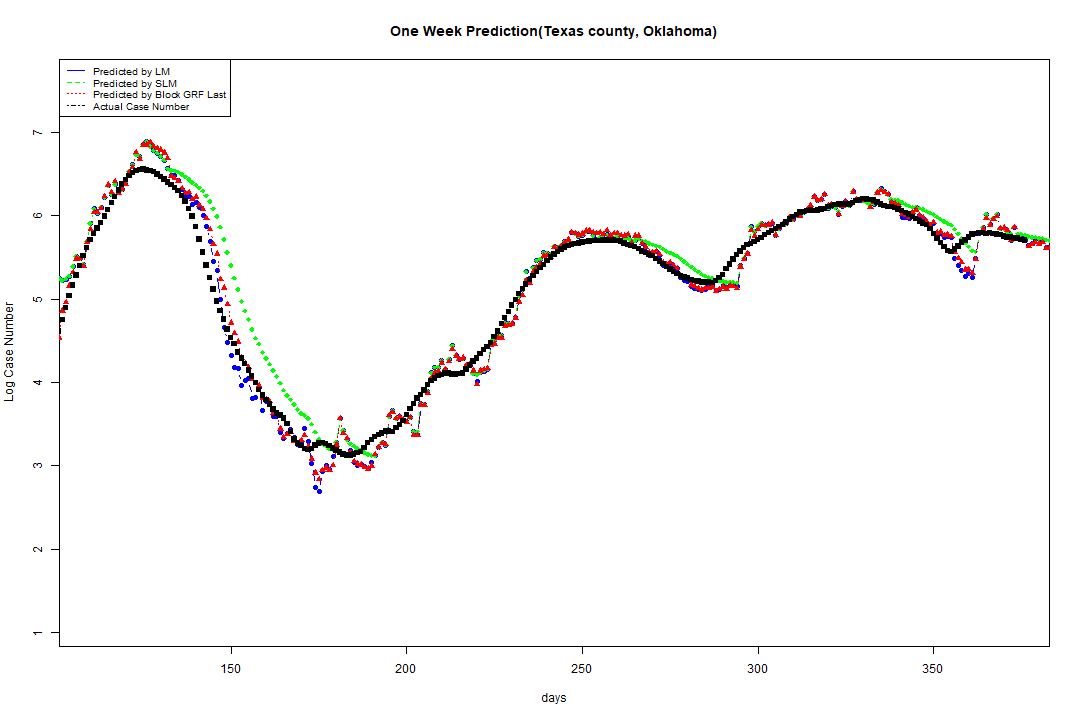 One Week Prediction(Texas county, Oklahoma)
Predicted by LM
Predicted by SLM
Predicted by Block GRF Last
Actual Case Number
7
6
5
4
3
2
1
Log Case Number
150 200 250 300 350
days